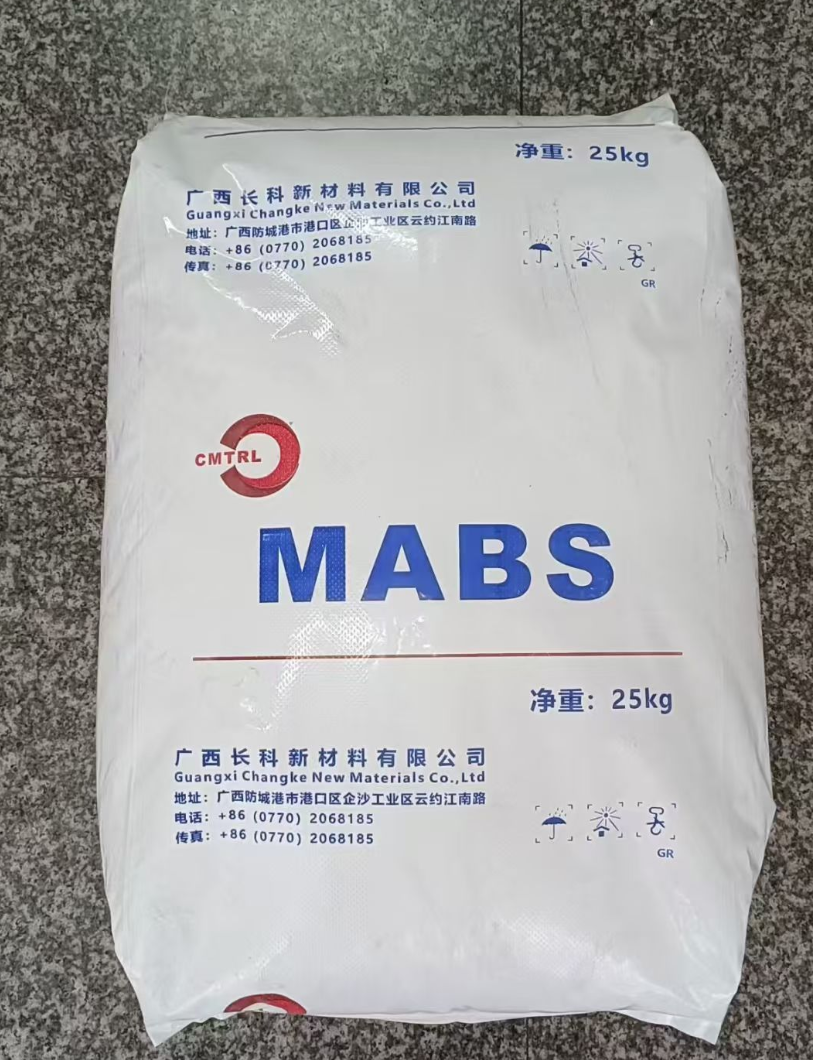 净重：25kg
广西长科新材料有限公司
Guangxi Changke New Materials Co.,Ltd
地址：广西防城港市港口区企沙工业区云约江南路
电话：+86 (0770) 2068185
传真：+86 (0770) 2068185
GR
CMTRL
MABS
净重：25kg
广西长科新材料有限公司
Guangxi Changke New Materials Co.,Ltd
地址：广西防城港市港口区企沙工业区云约江南路
电话：+86 (0770) 2068185
传真：+86 (0770) 2068185
GR